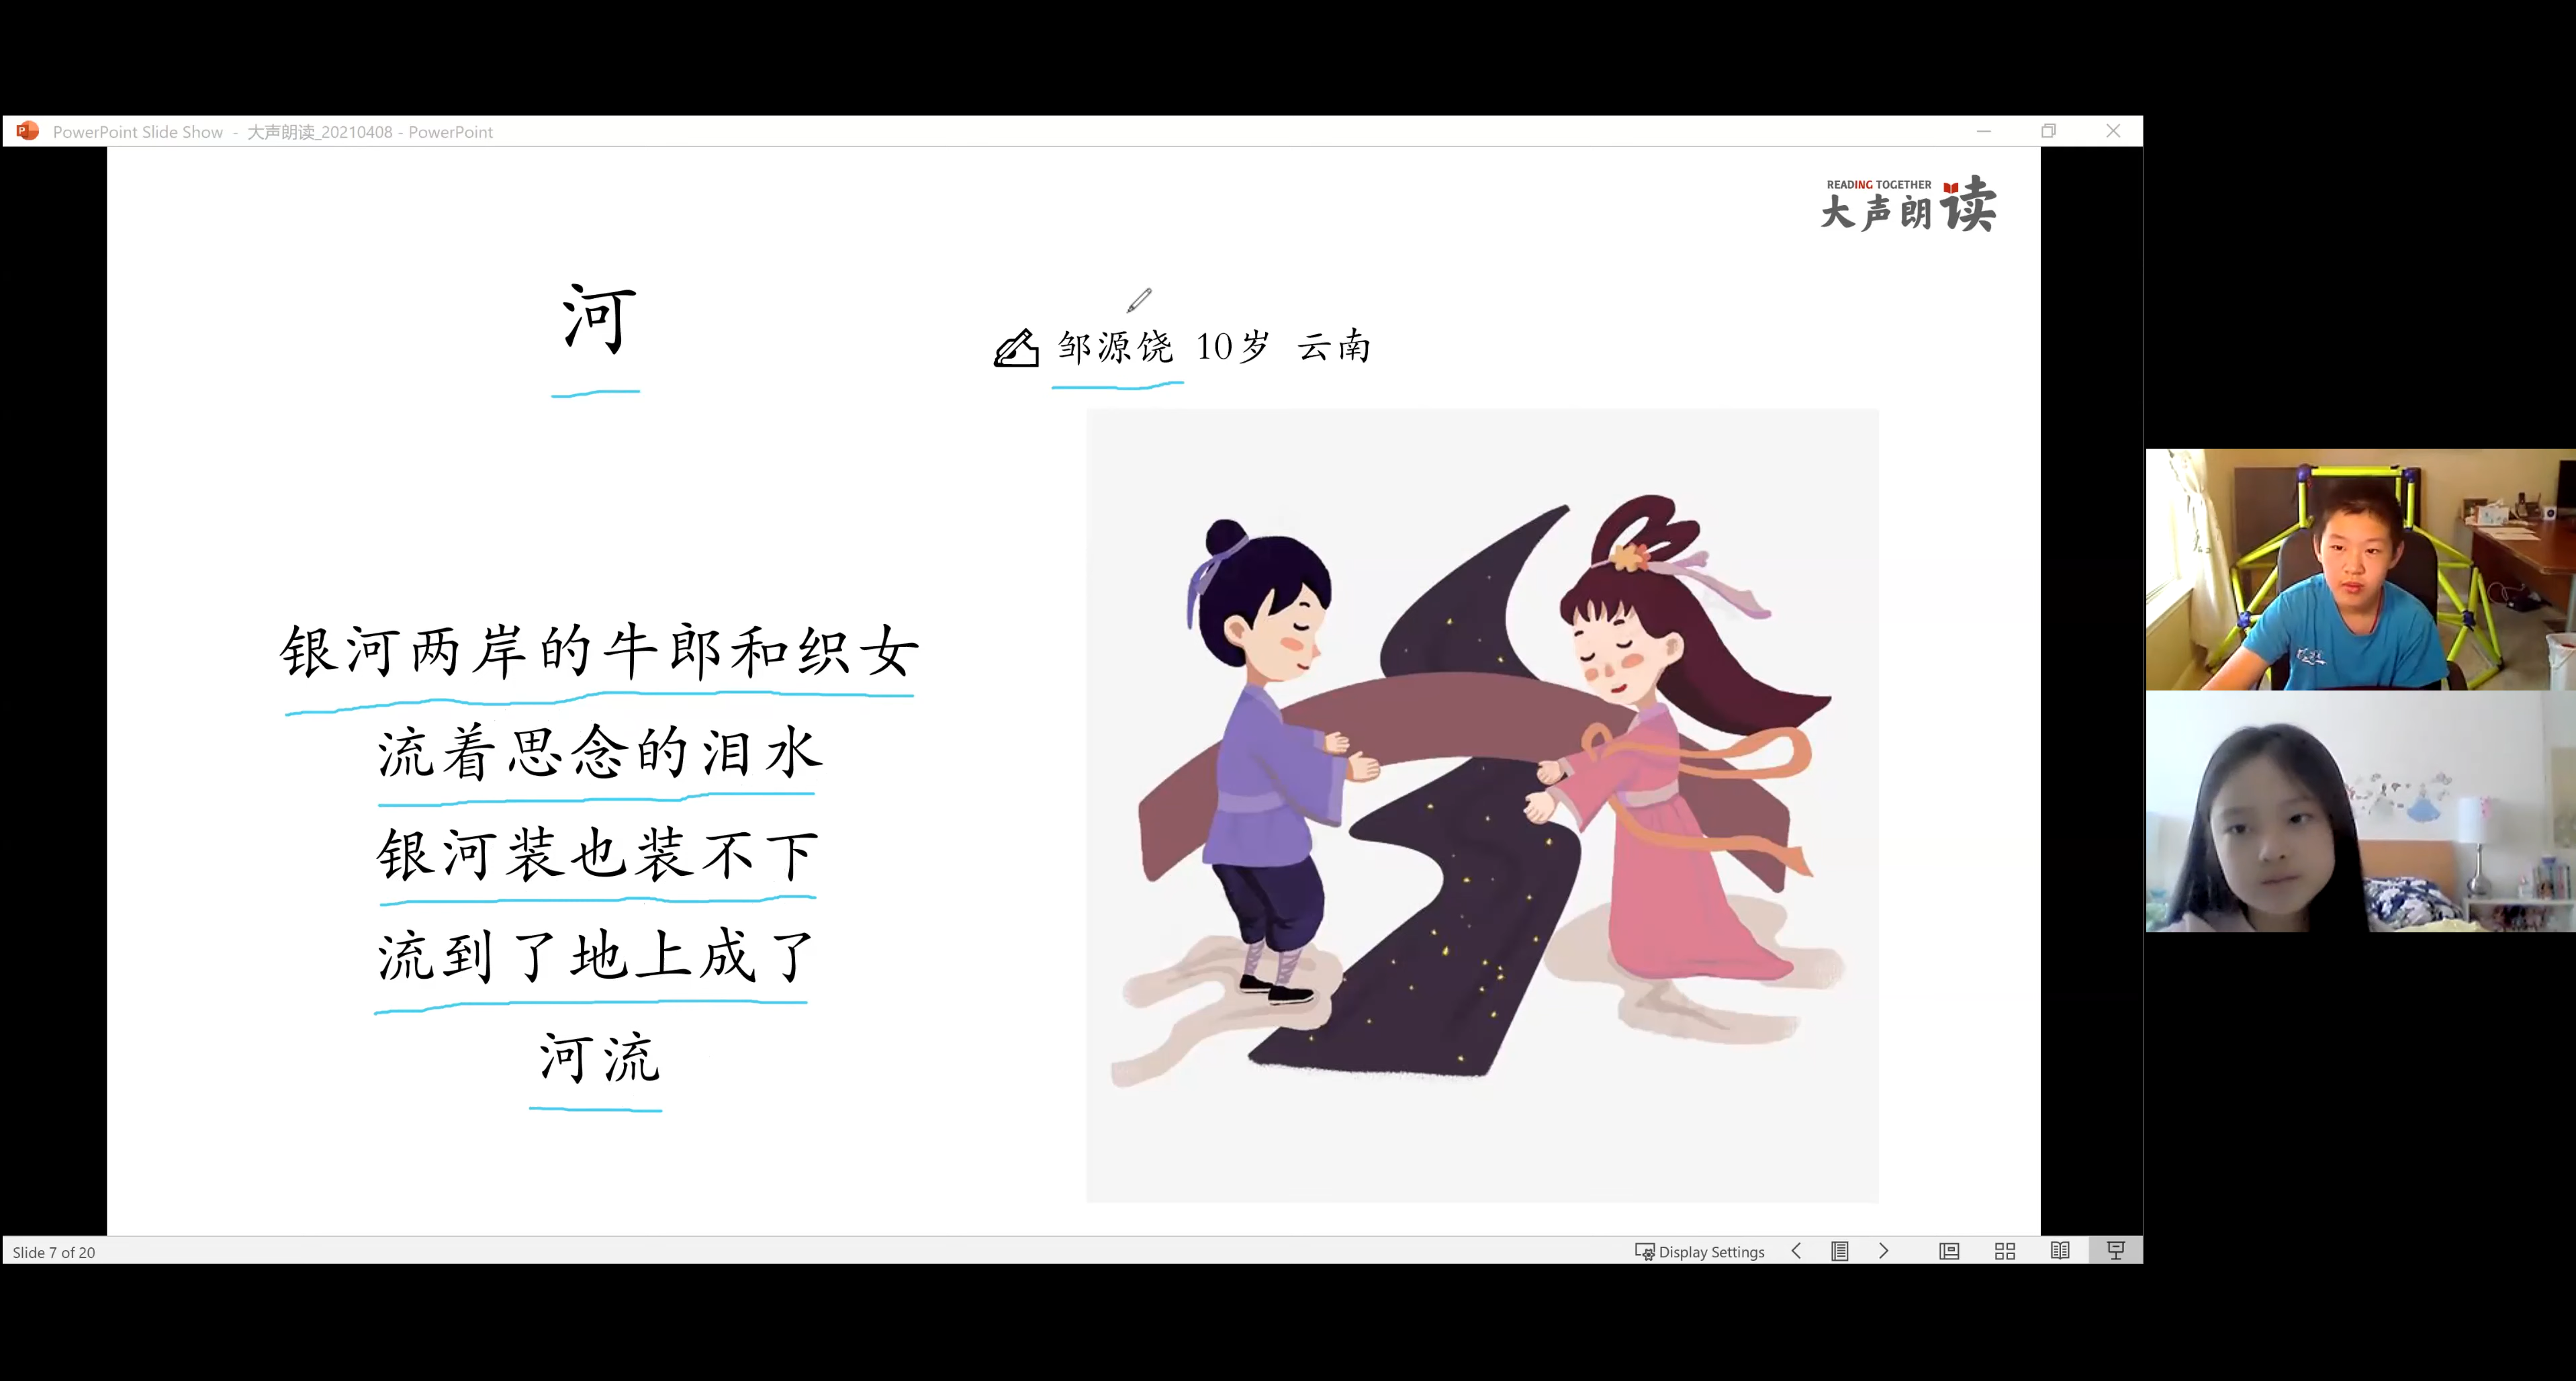 PowerPoint Slide Show - 大声朗读_20210408 - PowerPoint
READING TOGETHER
大声朗读
河
邹源饶 10岁 云南
银河两岸的牛郎和织女
流着思念的泪水
银河装也装不下
流到了地上成了
河流
Slide 7 of 20
Display Settings